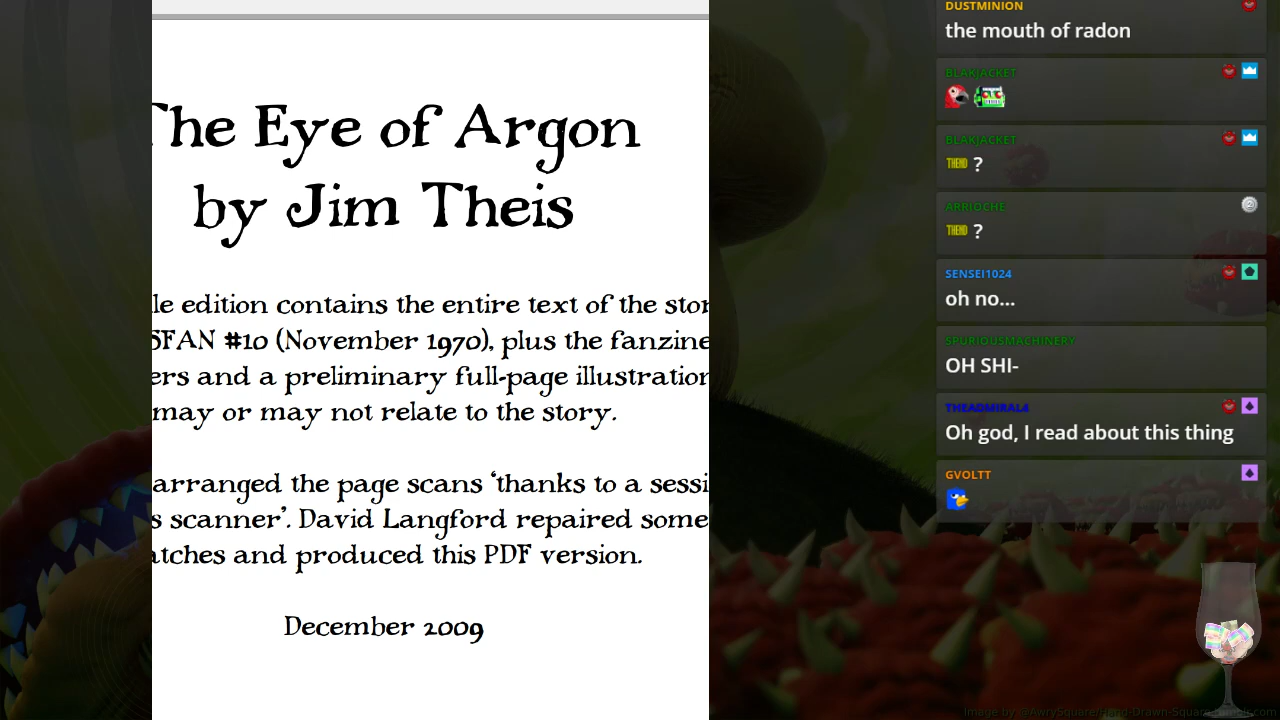 The Eye of Argon
by Jim Theis
le edition contains the entire text of the stor
SFAN #10 (November 1970), plus the fanzine
ers and a preliminary full-page illustration
may or may not relate to the story.
arranged the page scans 'thanks to a sessi
s scanner'. David Langford repaired some
atches and produced this PDF version.
December 2009
DUSTMINION
the mouth of radon
BLAKJACKET
BLAKJACKET
THEND ?
ARRIOCHE
THEND ?
SENSEI1024
oh no...
SPURIOUSMACHINERY
OH SHI-
THEADMIRAL4
Oh god, I read about this thing
GVOLTT